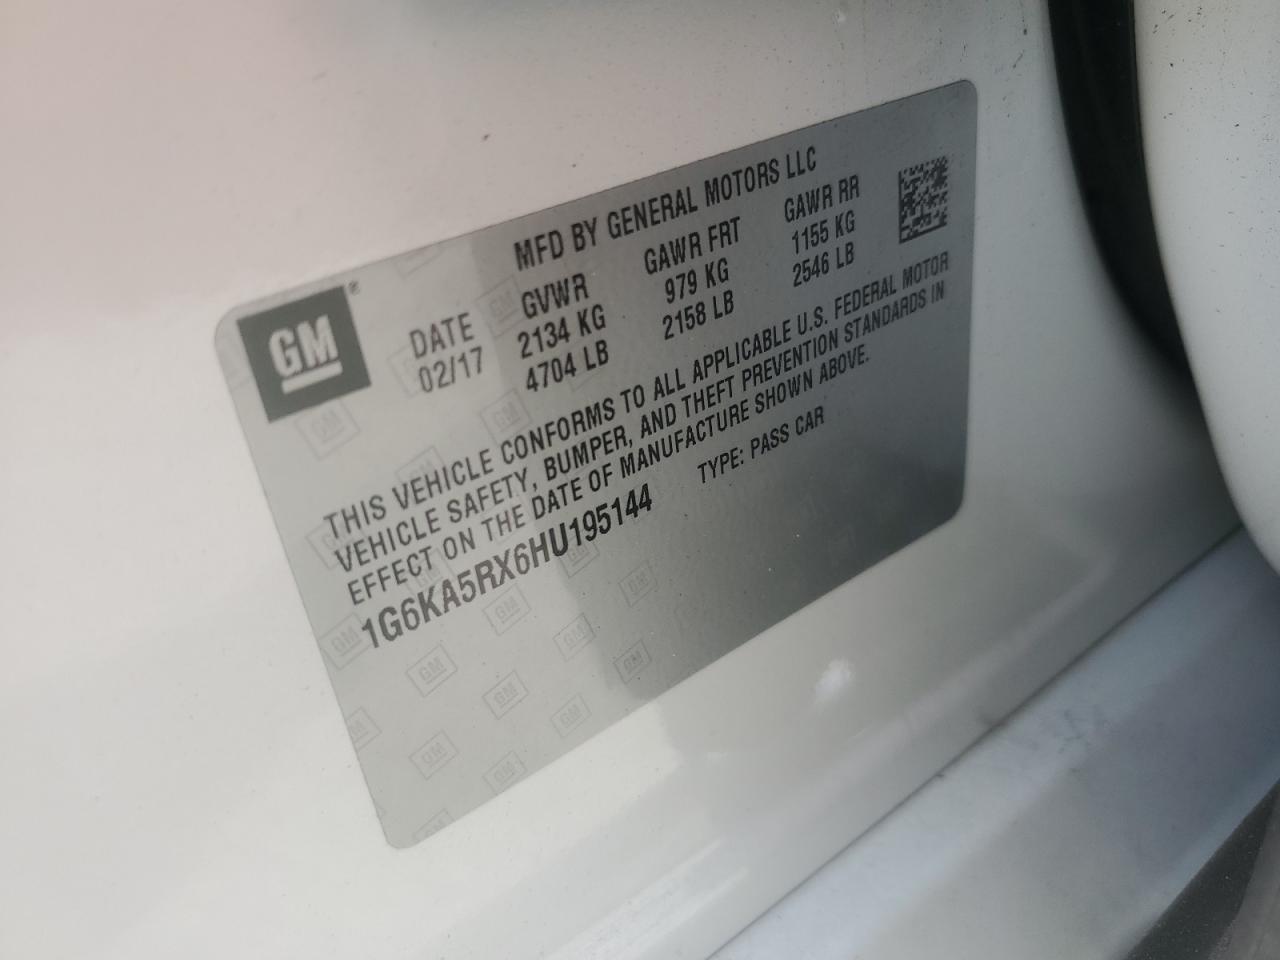 GM®
MFD BY GENERAL MOTORS LLC
DATE GVWR GAWR FRT GAWR RR
02/17 2134 KG 979 KG 1155 KG
4704 LB 2158 LB 2546 LB
THIS VEHICLE CONFORMS TO ALL APPLICABLE U.S. FEDERAL MOTOR
VEHICLE SAFETY, BUMPER, AND THEFT PREVENTION STANDARDS IN
EFFECT ON THE DATE OF MANUFACTURE SHOWN ABOVE.
1G6KA5RX6HU195144 TYPE: PASS CAR